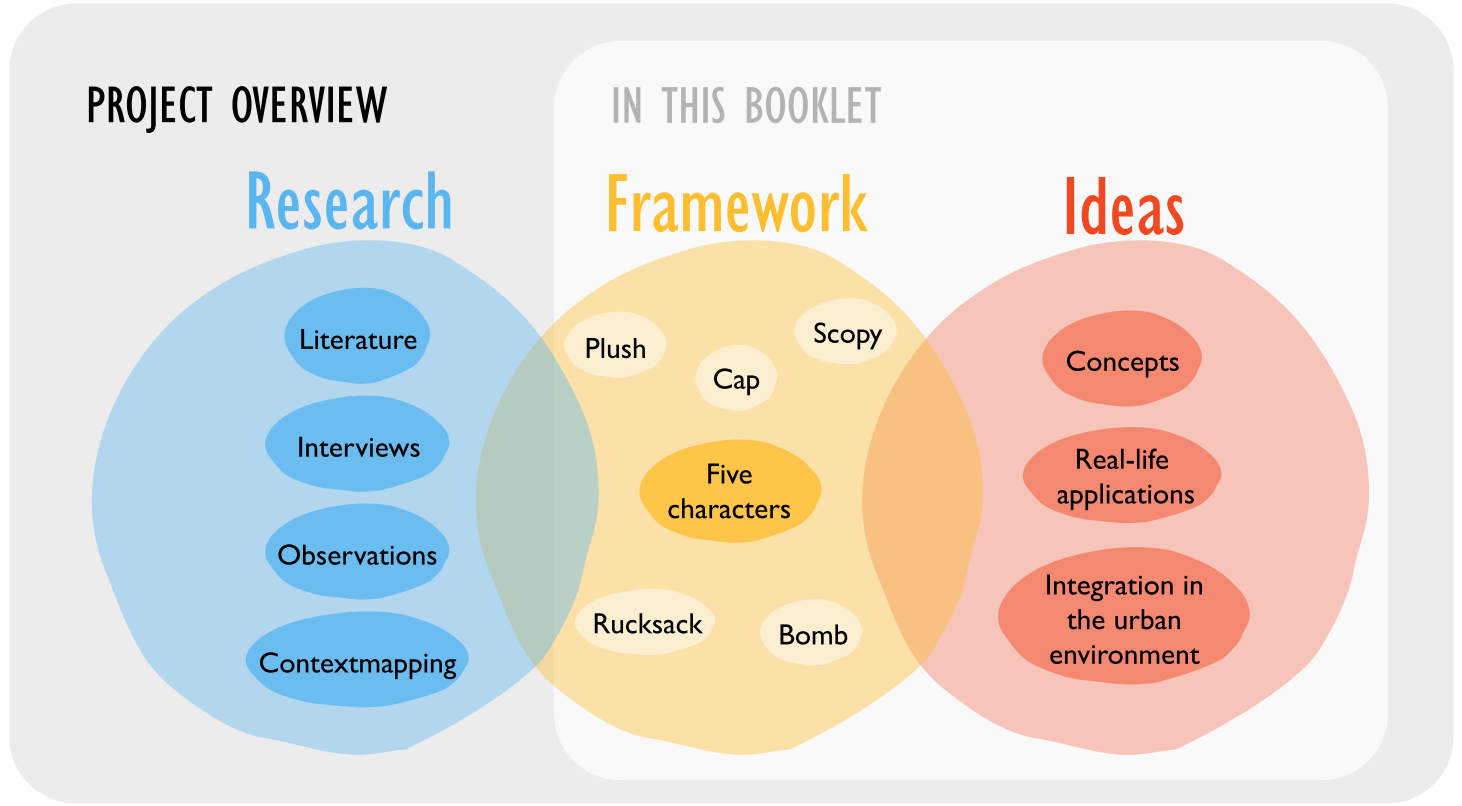 PROJECT OVERVIEW
IN THIS BOOKLET
Research
Framework
Ideas
Literature
Interviews
Observations
Contextmapping
Plush
Cap
Scopy
Five
characters
Rucksack
Bomb
Concepts
Real-life
applications
Integration in
the urban
environment